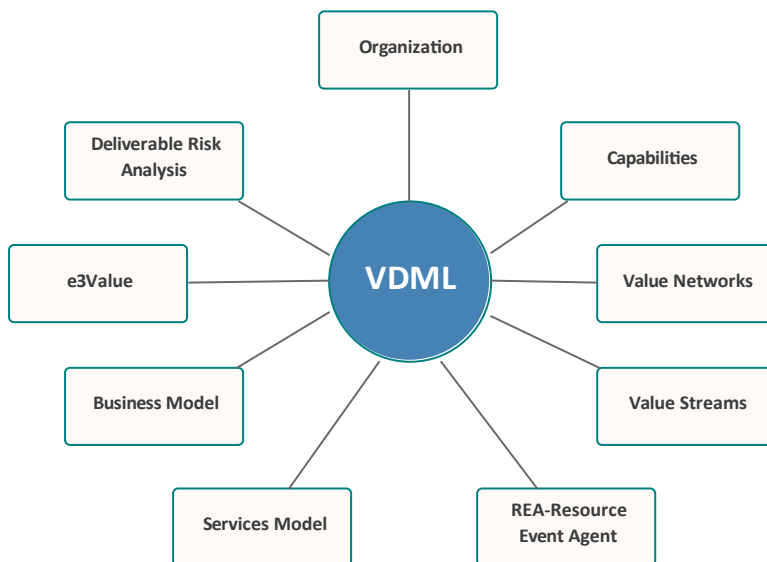 Organization
Deliverable Risk
Analysis
Capabilities
e3Value
VDML
Value Networks
Business Model
Value Streams
Services Model
REA-Resource
Event Agent